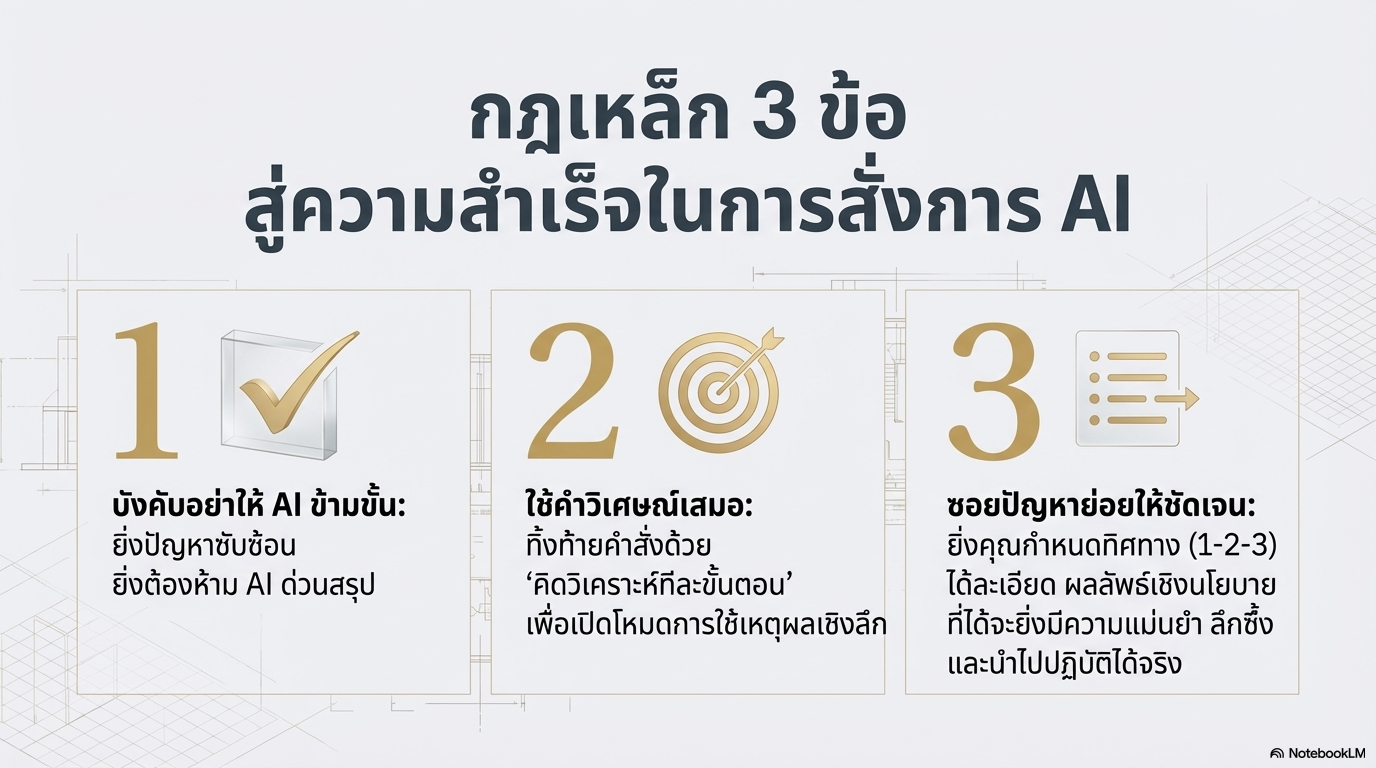 กฎเหล็ก 3 ข้อ
สู่ความสำเร็จในการสั่งการ AI
1
บังคับอย่าให้ AI ข้ามขั้น:
ยิ่งปัญหาซับซ้อน
ยิ่งต้องห้าม AI ด่วนสรุป
2
ใช้คำวิเศษณ์เสมอ:
ทิ้งท้ายคำสั่งด้วย
‘คิดวิเคราะห์ทีละขั้นตอน’
เพื่อเปิดโหมดการใช้เหตุผลเชิงลึก
3
ซอยปัญหาย่อยให้ชัดเจน:
ยิ่งคุณกำหนดทิศทาง (1-2-3)
ได้ละเอียด ผลลัพธ์เชิงนโยบาย
ที่ได้จะยิ่งมีความแม่นยำ ลึกซึ้ง
และนำไปปฏิบัติได้จริง
NotebookLM